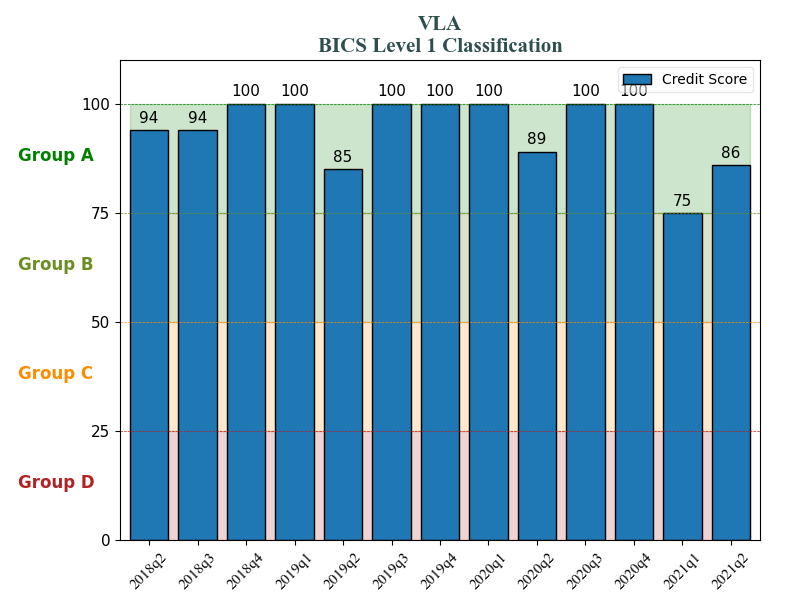 VLA
BICS Level 1 Classification
Credit Score
94
94
100
100
85
100
100
100
89
100
100
75
86
100
75
50
25
0
Group A
Group B
Group C
Group D
2018q2
2018q3
2018q4
2019q1
2019q2
2019q3
2019q4
2020q1
2020q2
2020q3
2020q4
2021q1
2021q2